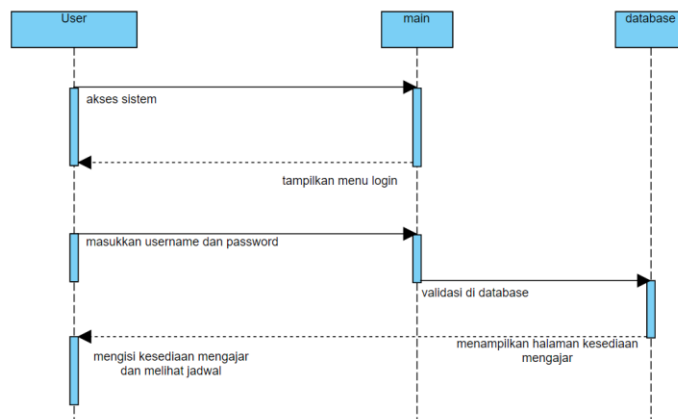 User
main
database
akses sistem
tampilkan menu login
masukkan username dan password
validasi di database
menampilkan halaman kesediaan
mengajar
mengisi kesediaan mengajar
dan melihat jadwal